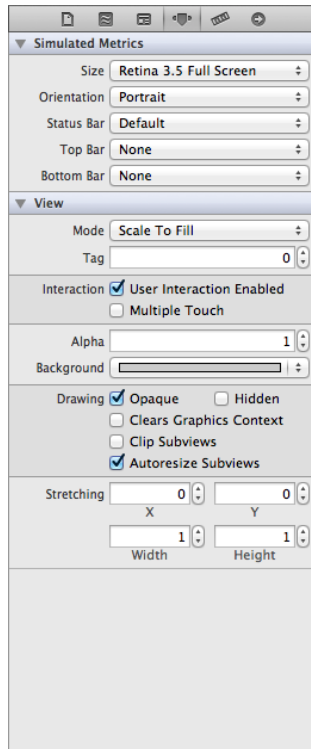 Simulated Metrics
Size Retina 3.5 Full Screen
Orientation Portrait
Status Bar Default
Top Bar None
Bottom Bar None
View
Mode Scale To Fill
Tag 0
Interaction User Interaction Enabled
Multiple Touch
Alpha 1
Background
Drawing Opaque Hidden
Clears Graphics Context
Clip Subviews
Autoresize Subviews
Stretching 0 0
X Y
1 1
Width Height